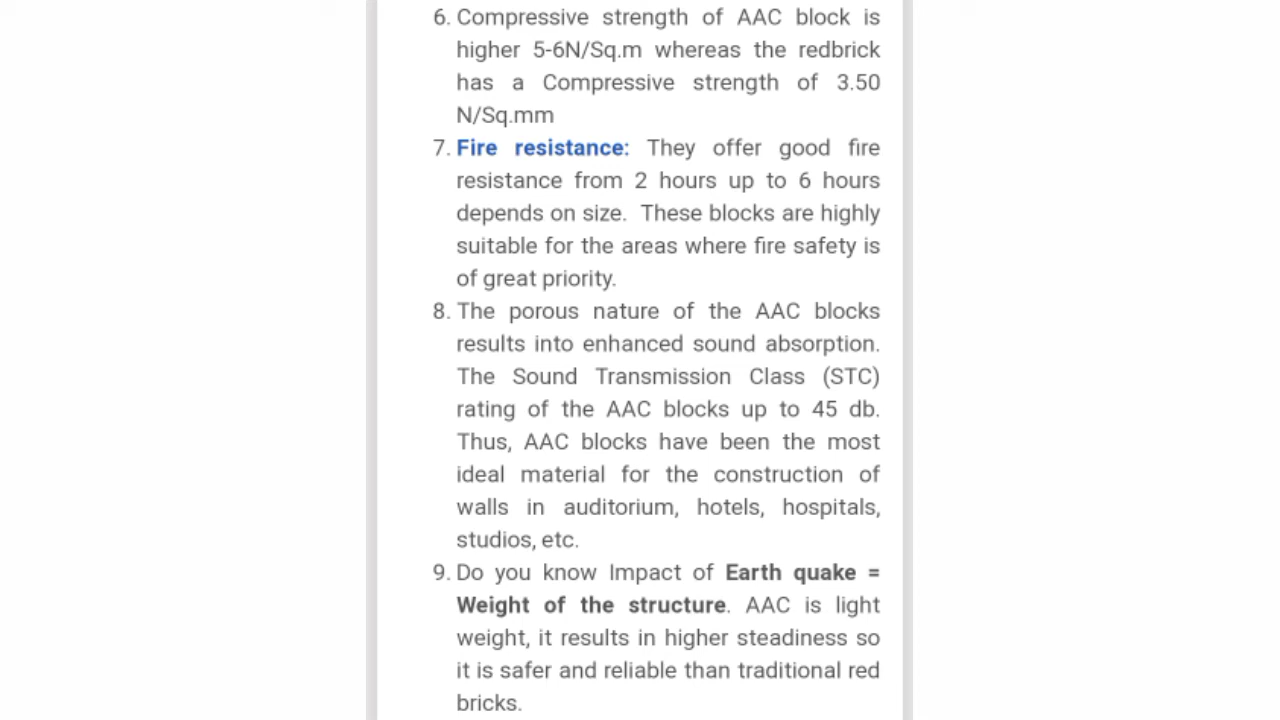 6. Compressive strength of AAC block is
higher 5-6N/Sq.m whereas the redbrick
has a Compressive strength of 3.50
N/Sq.mm
7. Fire resistance: They offer good fire
resistance from 2 hours up to 6 hours
depends on size. These blocks are highly
suitable for the areas where fire safety is
of great priority.
8. The porous nature of the AAC blocks
results into enhanced sound absorption.
The Sound Transmission Class (STC)
rating of the AAC blocks up to 45 db.
Thus, AAC blocks have been the most
ideal material for the construction of
walls in auditorium, hotels, hospitals,
studios, etc.
9. Do you know Impact of Earth quake =
Weight of the structure. AAC is light
weight, it results in higher steadiness so
it is safer and reliable than traditional red
bricks.